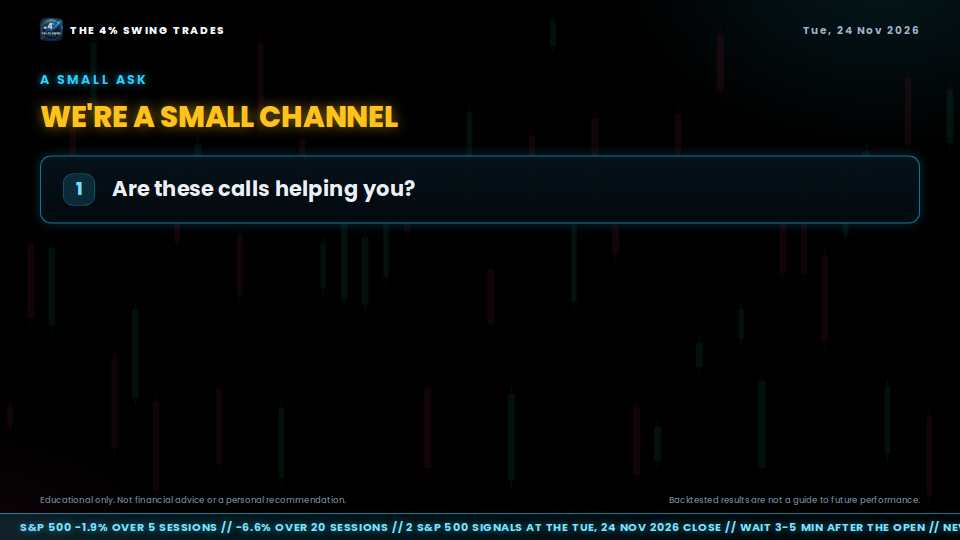 THE 4% SWING TRADES
Tue, 24 Nov 2026
A SMALL ASK
WE'RE A SMALL CHANNEL
1 Are these calls helping you?
Educational only. Not financial advice or a personal recommendation.
Backtested results are not a guide to future performance.
S&P 500 -1.9% OVER 5 SESSIONS // -6.6% OVER 20 SESSIONS // 2 S&P 500 SIGNALS AT THE TUE, 24 NOV 2026 CLOSE // WAIT 3-5 MIN AFTER THE OPEN //